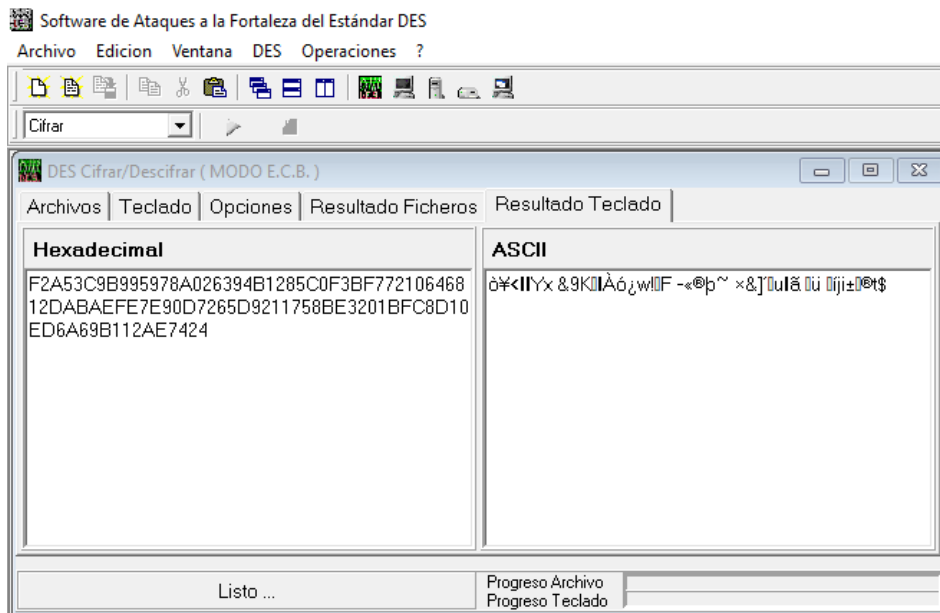 Software de Ataques a la Fortaleza del Estándar DES
Archivo Edicion Ventana DES Operaciones ?
Cifrar
DES Cifrar/Descifrar ( MODO E.C.B. )
Archivos Teclado Opciones Resultado Ficheros Resultado Teclado
Hexadecimal
F2A53C9B995978A026394B1285C0F3BF772106468
12DABAEFE7E90D7265D9211758BE3201BFC8D10
ED6A69B112AE7424
ASCII
Listo ...
Progreso Archivo
Progreso Teclado